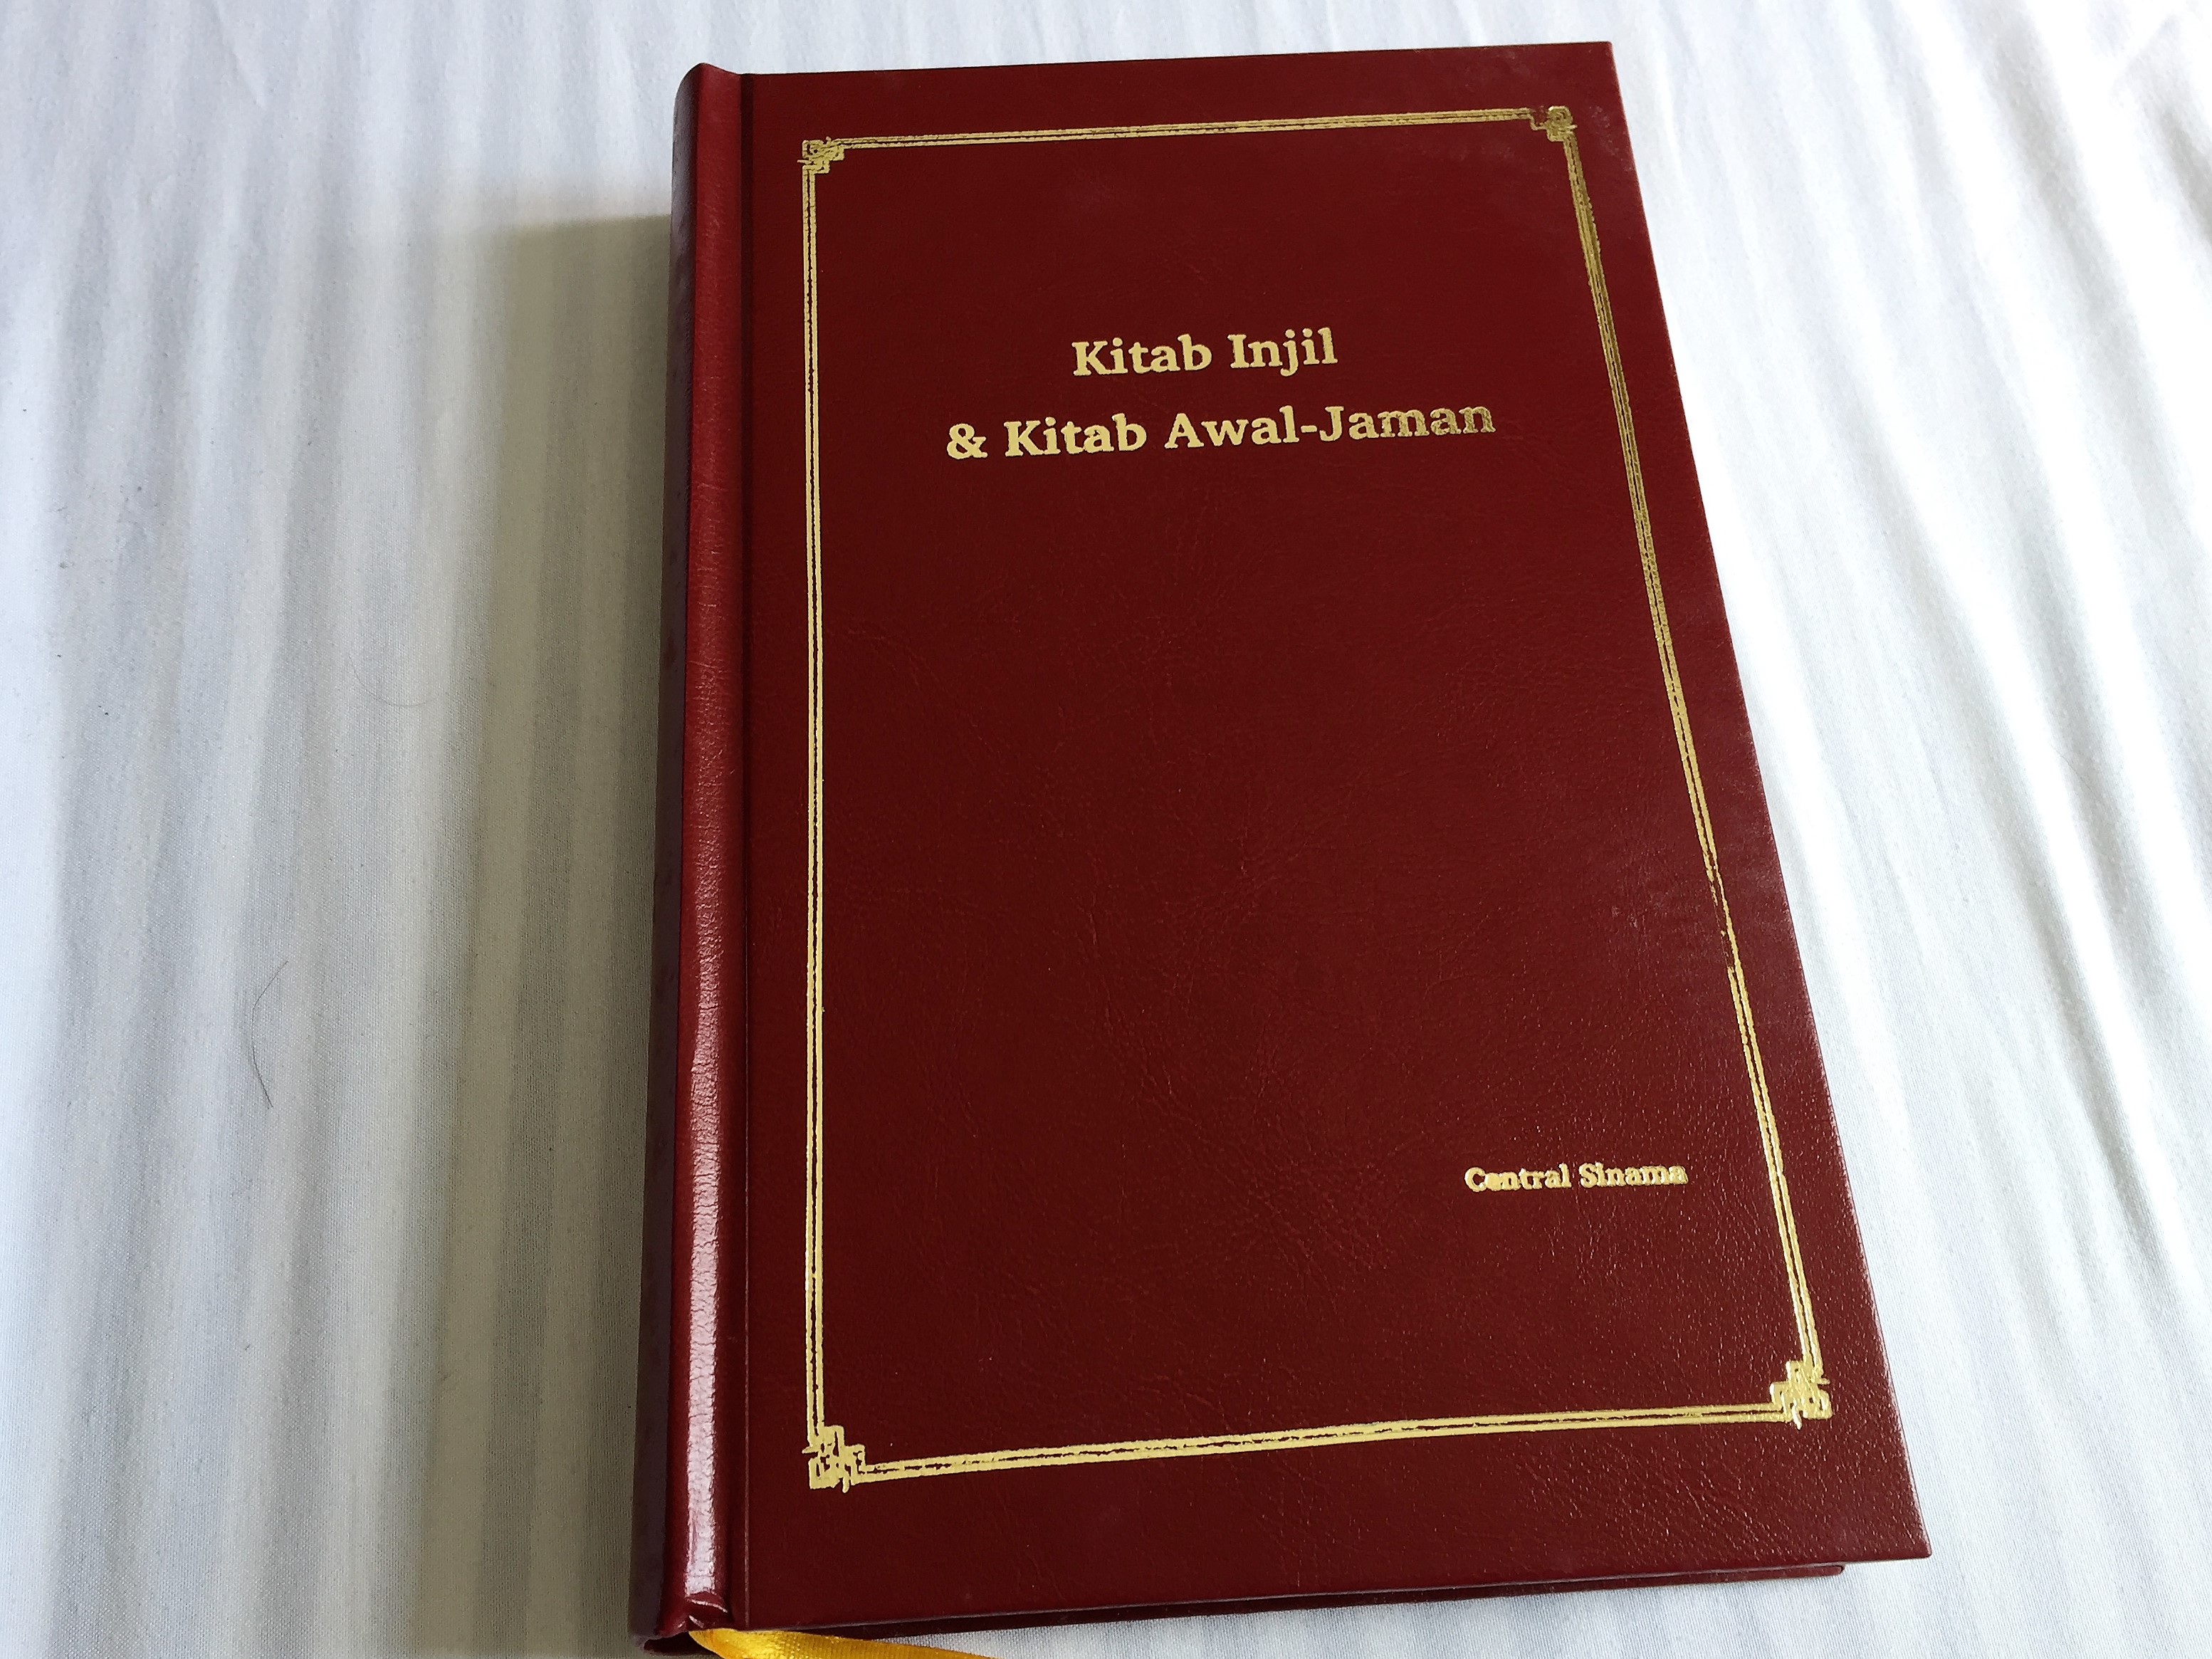 Kitab Injil
& Kitab Awal-Jaman
Central Sinama